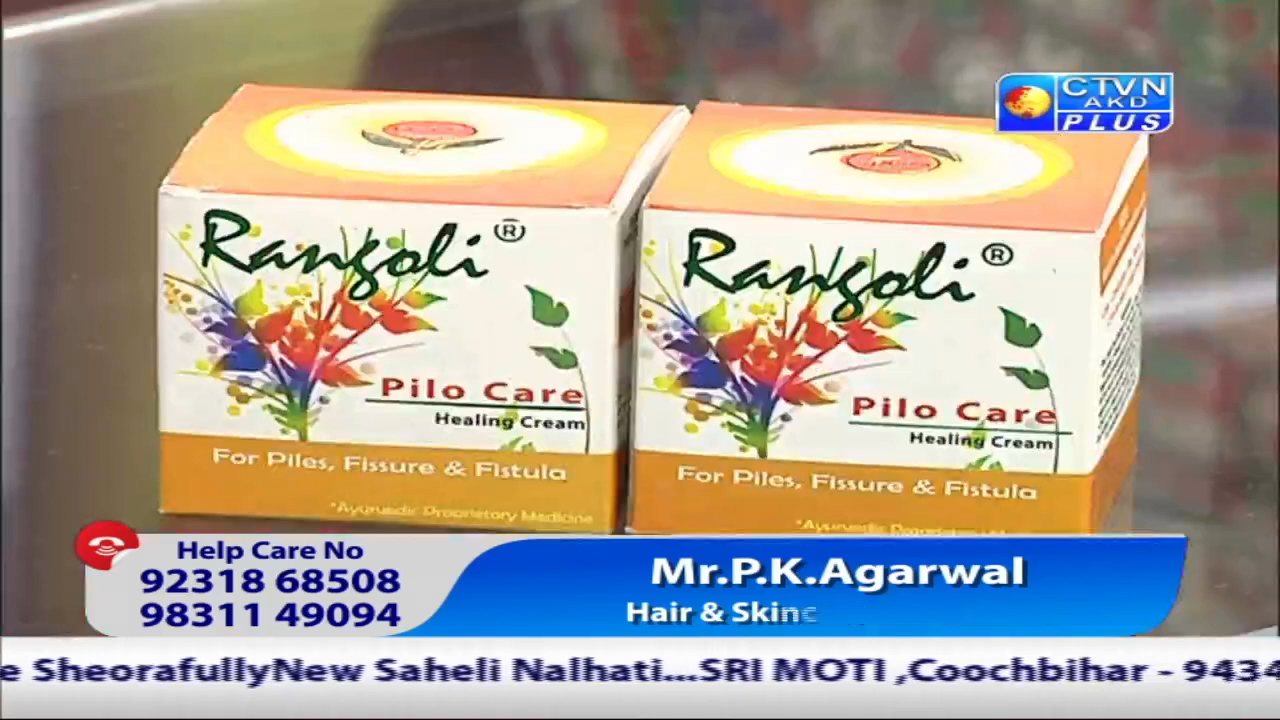 CTVN
AKD
PLUS
Rangoli ®
Pilo Care
Healing Cream
For Piles, Fissure & Fistula
*Ayurvedic Proprietary Medicine
Rangoli ®
Pilo Care
Healing Cream
For Piles, Fissure & Fistula
*Ayurvedic
Help Care No
92318 68508
98311 49094
Mr.P.K.Agarwal
Hair & Skinc
e SheorafullyNew Saheli Nalhati...SRI MOTI ,Coochbihar - 9434